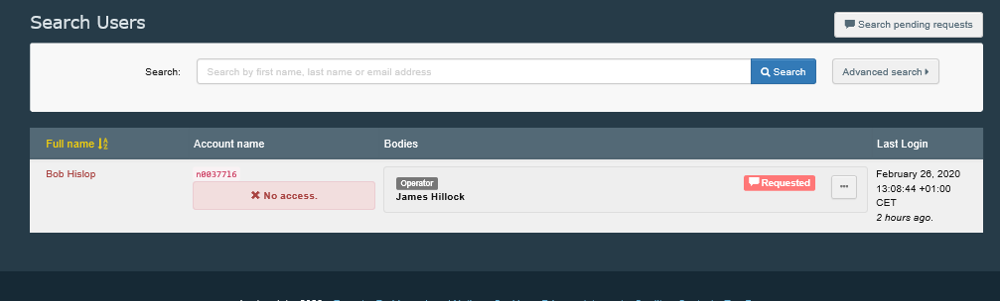 Search Users
Search pending requests
Search:
Search by first name, last name or email address
Search
Advanced search
Full name
Account name
Bodies
Last Login
Bob Hislop
n0037716
No access.
Operator
James Hillock
Requested
February 26, 2020
13:08:44 +01:00
CET
2 hours ago.